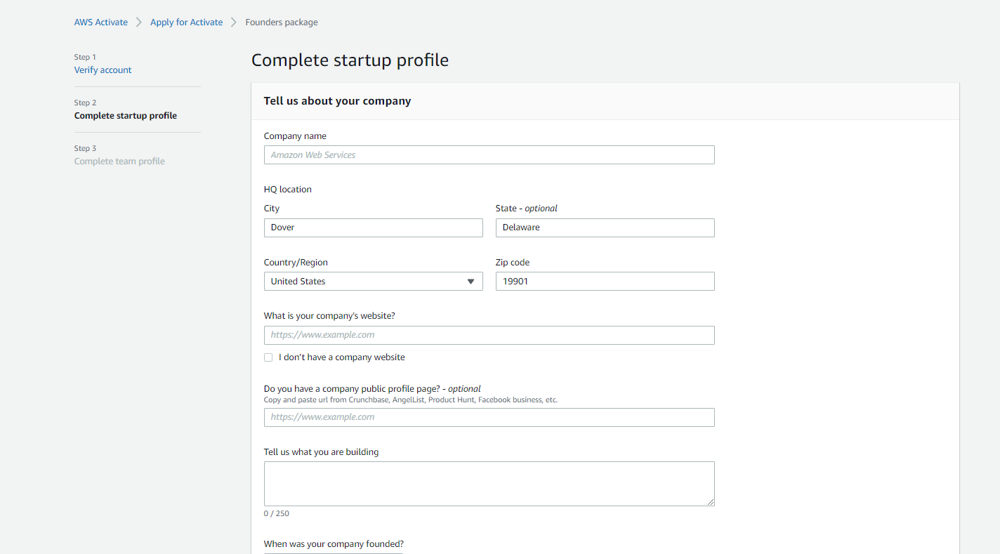 AWS Activate > Apply for Activate > Founders package
Step 1
Verify account
Step 2
Complete startup profile
Step 3
Complete team profile
Complete startup profile
Tell us about your company
Company name
Amazon Web Services
HQ location
City
State - optional
Dover
Delaware
Country/Region
Zip code
United States
19901
What is your company's website?
https://www.example.com
I don't have a company website
Do you have a company public profile page? - optional
Copy and paste url from Crunchbase, AngelList, Product Hunt, Facebook business, etc.
https://www.example.com
Tell us what you are building
0 / 250
When was your company founded?